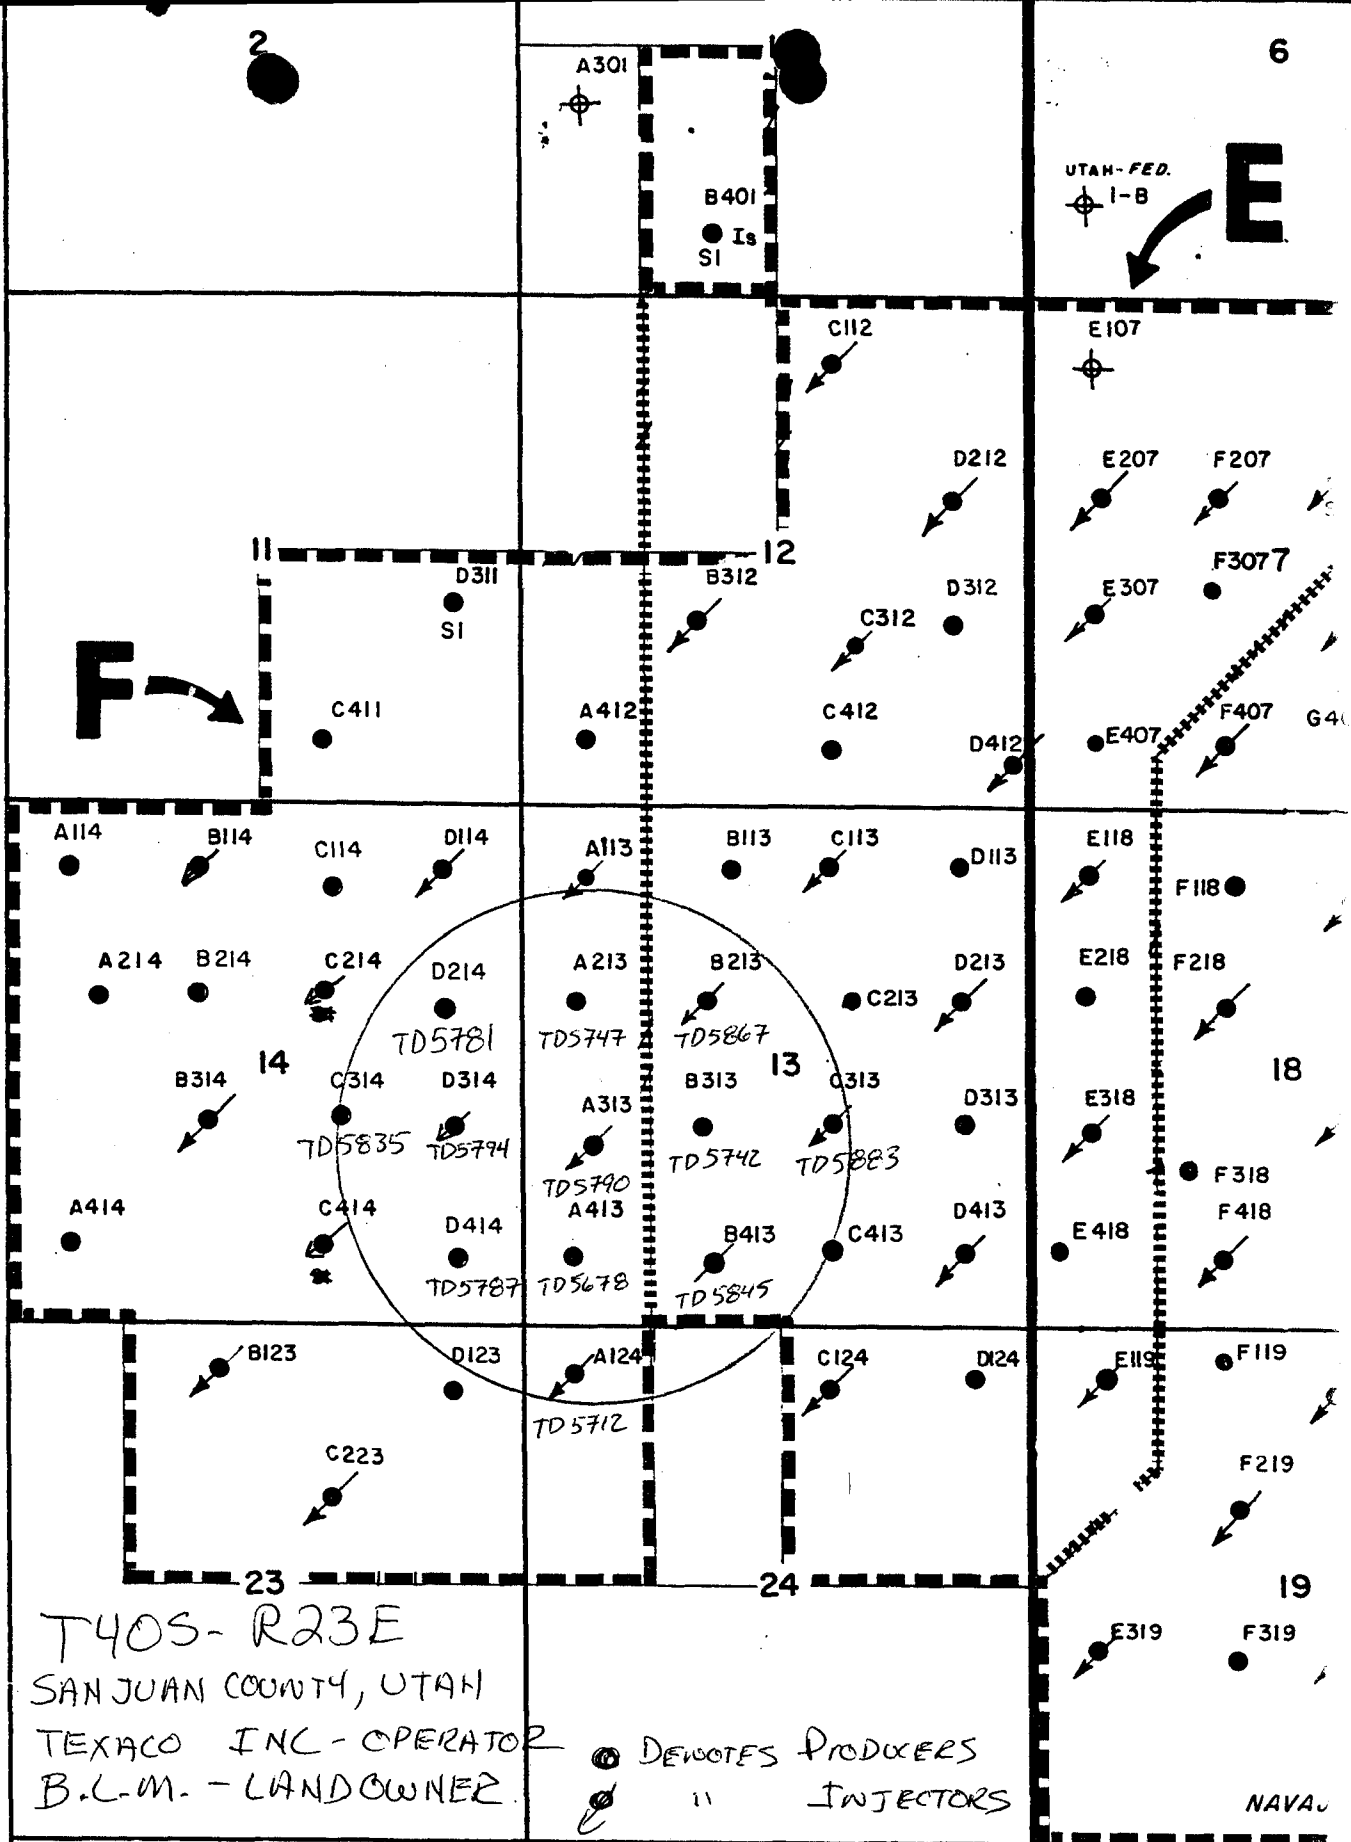 2
6
A301
UTAH-FED.
1-B
E
B401
Is
SI
C112
E107
D212
E207
F207
11
12
D311
SI
B312
D312
E307
F307
7
C312
F
C411
A412
C412
D412
E407
F407
G40
A114
B114
C114
D114
A113
B113
C113
D113
E118
F118
A214
B214
C214
D214
A213
B213
C213
D213
E218
F218
TD5781
TD5747
TD5867
14
13
18
B314
C314
D314
A313
B313
C313
D313
E318
TD5835
TD5794
TD5790
TD5742
TD5883
F318
A414
C414
D414
A413
B413
C413
D413
E418
F418
TD5787
TD5678
TD5845
B123
D123
A124
C124
D124
E119
F119
TD5712
C223
F219
23
24
19
T40S- R23E
E319
F319
SAN JUAN COUNTY, UTAH
TEXACO INC - OPERATOR
B.L.M. - LANDOWNER
DENOTES PRODUCERS
" INJECTORS
NAVAJ